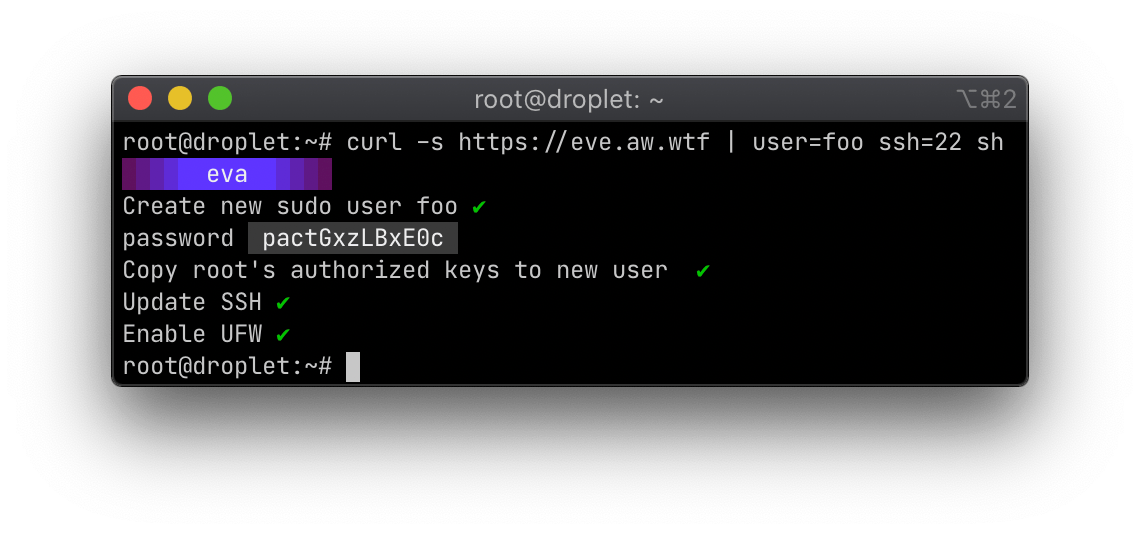 root@droplet: ~ ⌥⌘2
root@droplet:~# curl -s https://eve.aw.wtf | user=foo ssh=22 sh
eva
Create new sudo user foo ✔
password pactGxzLBxE0c
Copy root's authorized keys to new user ✔
Update SSH ✔
Enable UFW ✔
root@droplet:~#